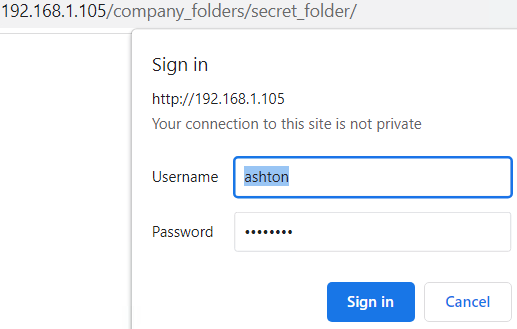 192.168.1.105/company_folders/secret_folder/
Sign in
http://192.168.1.105
Your connection to this site is not private
Username ashton
Password ••••••••
Sign in Cancel